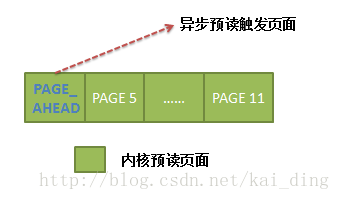 异步预读触发页面
PAGE_
AHEAD
PAGE 5
......
PAGE 11
内核预读页面
http://blog.csdn.net/kai_ding